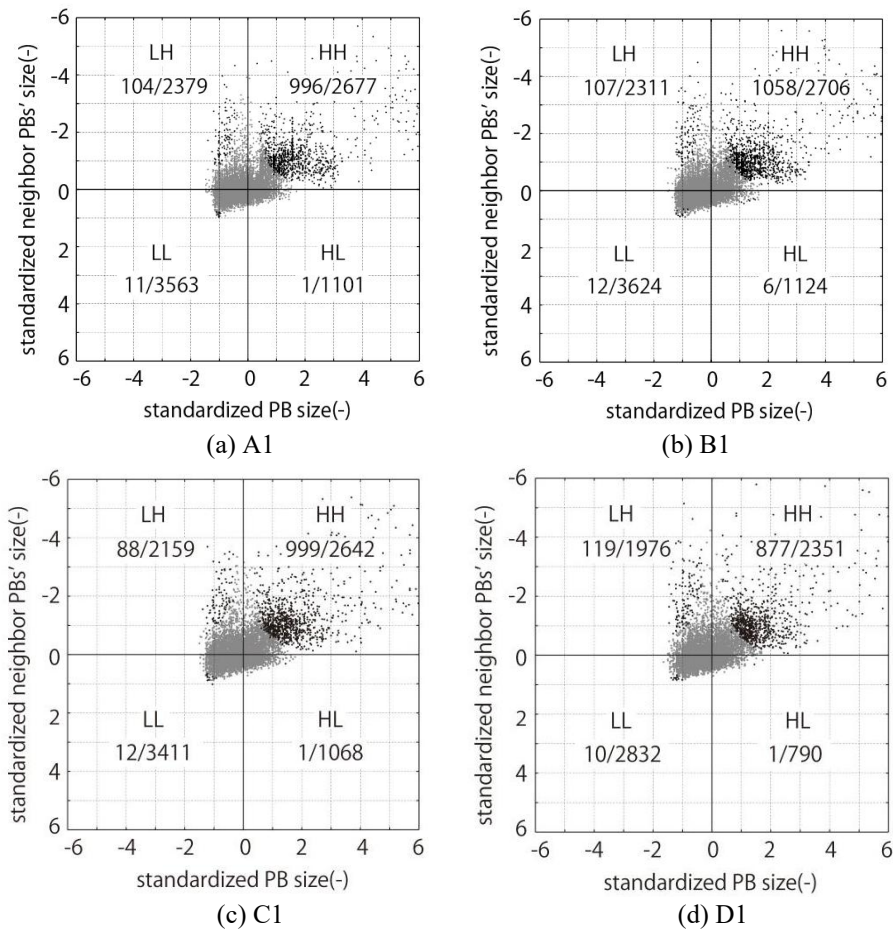 -6
LH
HH
-4
104/2379
996/2677
-2
0
2
LL
HL
11/3563
1/1101
4
6
-6 -4 -2 0 2 4 6
standardized neighbor PBs' size(-)
standardized PB size(-)
(a) A1
-6
LH
HH
-4
107/2311
1058/2706
-2
0
2
LL
HL
12/3624
6/1124
4
6
-6 -4 -2 0 2 4 6
standardized neighbor PBs' size(-)
standardized PB size(-)
(b) B1
-6
LH
HH
-4
88/2159
999/2642
-2
0
2
LL
HL
12/3411
1/1068
4
6
-6 -4 -2 0 2 4 6
standardized neighbor PBs' size(-)
standardized PB size(-)
(c) C1
-6
LH
HH
-4
119/1976
877/2351
-2
0
2
LL
HL
10/2832
1/790
4
6
-6 -4 -2 0 2 4 6
standardized neighbor PBs' size(-)
standardized PB size(-)
(d) D1